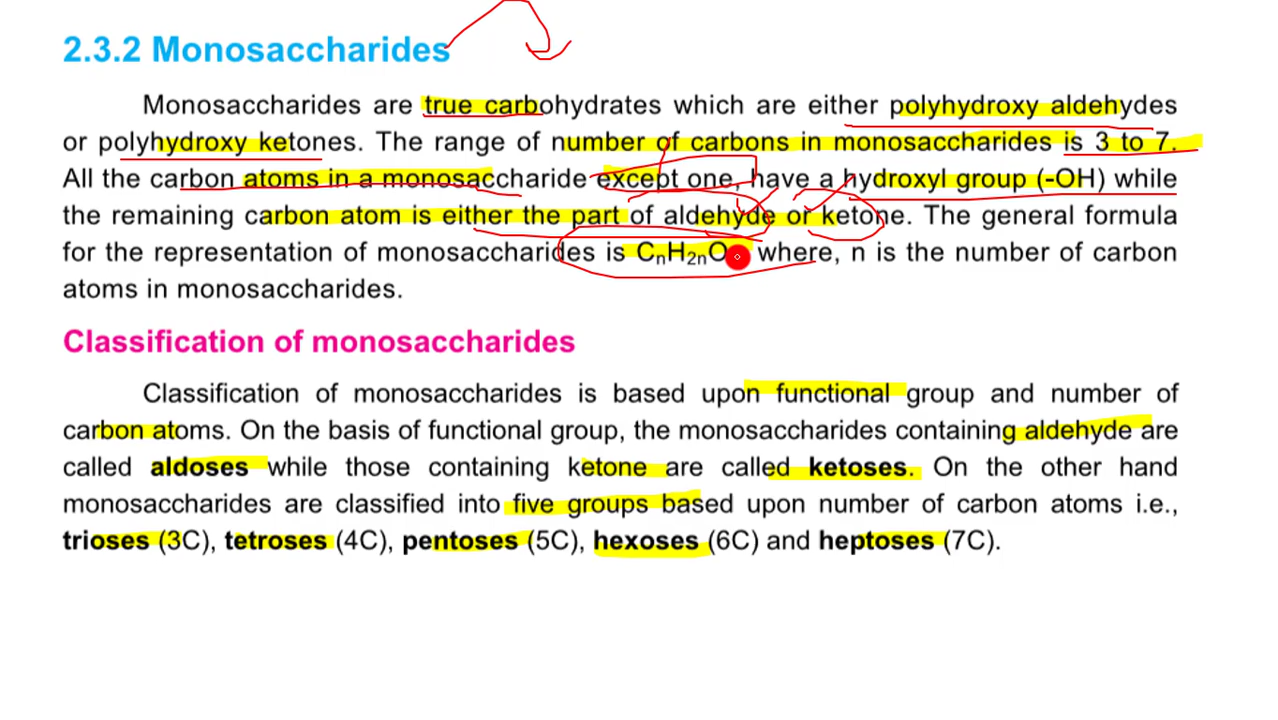 2.3.2 Monosaccharides
Monosaccharides are true carbohydrates which are either polyhydroxy aldehydes
or polyhydroxy ketones. The range of number of carbons in monosaccharides is 3 to 7.
All the carbon atoms in a monosaccharide except one, have a hydroxyl group (-OH) while
the remaining carbon atom is either the part of aldehyde or ketone. The general formula
for the representation of monosaccharides is CₙH₂ₙO where, n is the number of carbon
atoms in monosaccharides.
Classification of monosaccharides
Classification of monosaccharides is based upon functional group and number of
carbon atoms. On the basis of functional group, the monosaccharides containing aldehyde are
called aldoses while those containing ketone are called ketoses. On the other hand
monosaccharides are classified into five groups based upon number of carbon atoms i.e.,
trioses (3C), tetroses (4C), pentoses (5C), hexoses (6C) and heptoses (7C).